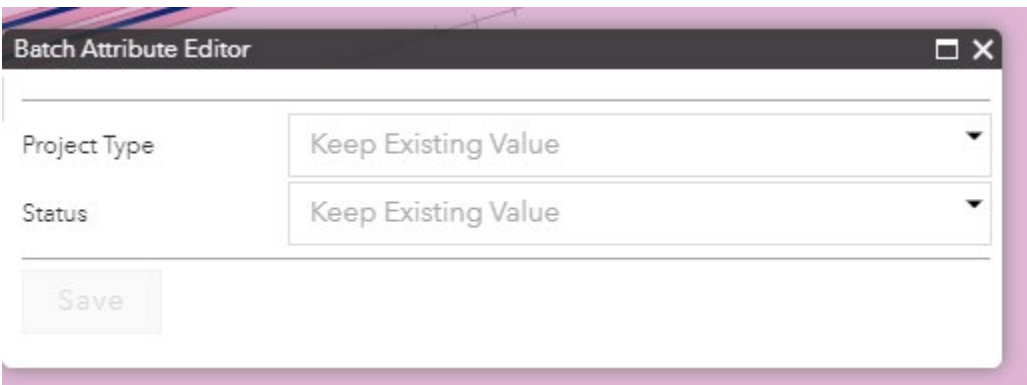 Batch Attribute Editor
Project Type Keep Existing Value
Status Keep Existing Value
Save